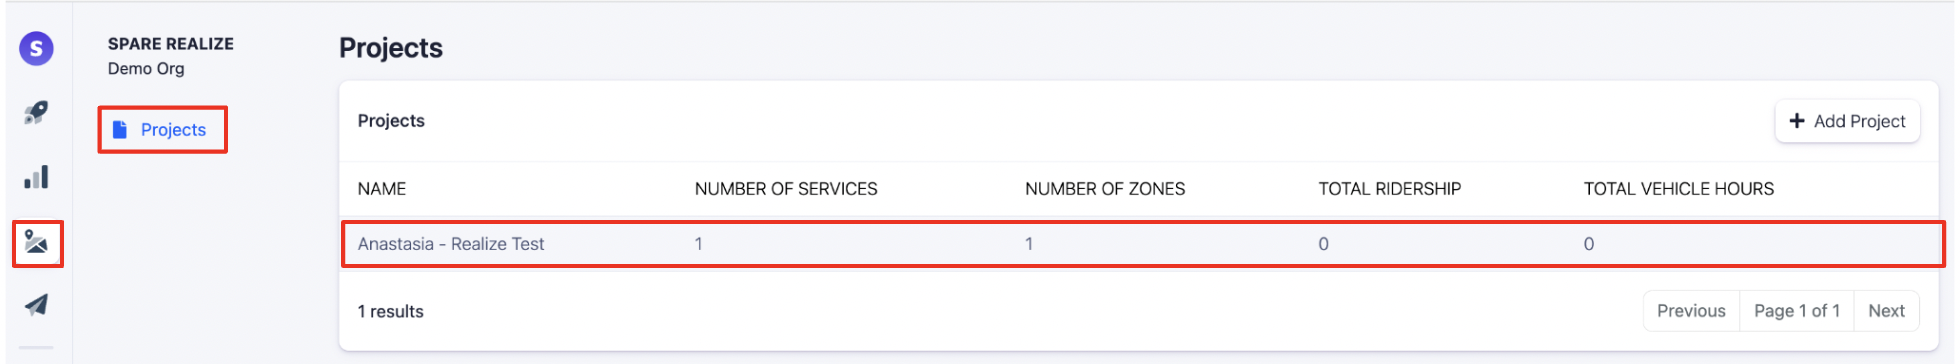 S
SPARE REALIZE
Demo Org
Projects
Projects
Projects
Add Project
NAME NUMBER OF SERVICES NUMBER OF ZONES TOTAL RIDERSHIP TOTAL VEHICLE HOURS
Anastasia - Realize Test 1 1 0 0
1 results
Previous Page 1 of 1 Next